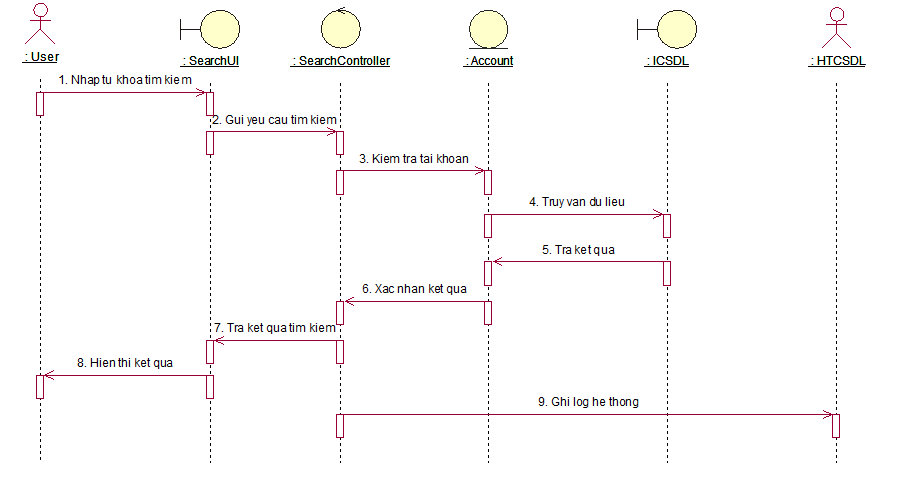 : User
: SearchUI
: SearchController
: Account
: ICSDL
: HTCSDL
1. Nhap tu khoa tim kiem
2. Gui yeu cau tim kiem
3. Kiem tra tai khoan
4. Truy van du lieu
5. Tra ket qua
6. Xac nhan ket qua
7. Tra ket qua tim kiem
8. Hien thi ket qua
9. Ghi log he thong